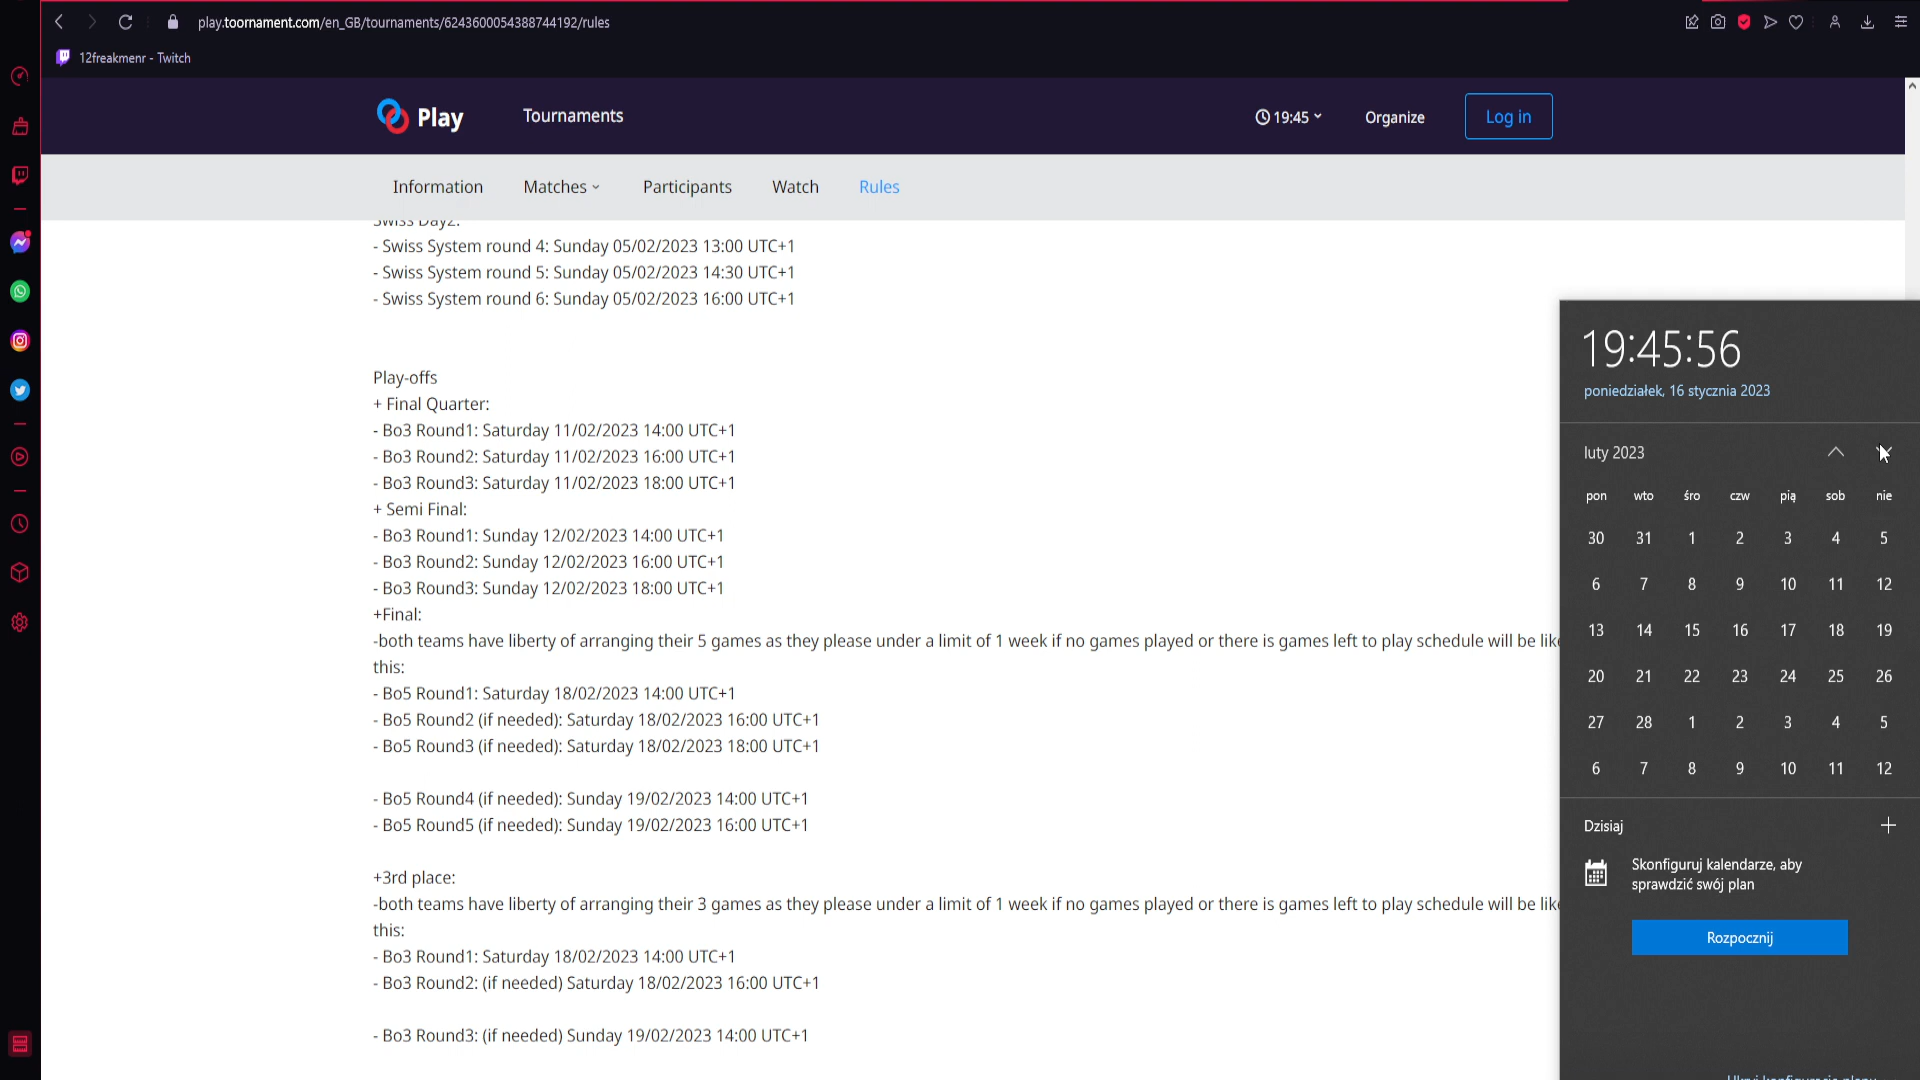 play.toornament.com/en_GB/tournaments/6243600054388744192/rules
12freakmenr - Twitch
Play
Tournaments
19:45
Organize
Log in
Information
Matches
Participants
Watch
Rules
Swiss Day2:
- Swiss System round 4: Sunday 05/02/2023 13:00 UTC+1
- Swiss System round 5: Sunday 05/02/2023 14:30 UTC+1
- Swiss System round 6: Sunday 05/02/2023 16:00 UTC+1
Play-offs
+ Final Quarter:
- Bo3 Round1: Saturday 11/02/2023 14:00 UTC+1
- Bo3 Round2: Saturday 11/02/2023 16:00 UTC+1
- Bo3 Round3: Saturday 11/02/2023 18:00 UTC+1
+ Semi Final:
- Bo3 Round1: Sunday 12/02/2023 14:00 UTC+1
- Bo3 Round2: Sunday 12/02/2023 16:00 UTC+1
- Bo3 Round3: Sunday 12/02/2023 18:00 UTC+1
+Final:
-both teams have liberty of arranging their 5 games as they please under a limit of 1 week if no games played or there is games left to play schedule will be
this:
- Bo5 Round1: Saturday 18/02/2023 14:00 UTC+1
- Bo5 Round2 (if needed): Saturday 18/02/2023 16:00 UTC+1
- Bo5 Round3 (if needed): Saturday 18/02/2023 18:00 UTC+1
- Bo5 Round4 (if needed): Sunday 19/02/2023 14:00 UTC+1
- Bo5 Round5 (if needed): Sunday 19/02/2023 16:00 UTC+1
+3rd place:
-both teams have liberty of arranging their 3 games as they please under a limit of 1 week if no games played or there is games left to play schedule will be
this:
- Bo3 Round1: Saturday 18/02/2023 14:00 UTC+1
- Bo3 Round2: (if needed) Saturday 18/02/2023 16:00 UTC+1
- Bo3 Round3: (if needed) Sunday 19/02/2023 14:00 UTC+1
19:45:56
poniedziałek, 16 stycznia 2023
luty 2023
pon wto śro czw pią sob nie
30 31 1 2 3 4 5
6 7 8 9 10 11 12
13 14 15 16 17 18 19
20 21 22 23 24 25 26
27 28 1 2 3 4 5
6 7 8 9 10 11 12
Dzisiaj
Skonfiguruj kalendarze, aby
sprawdzić swój plan
Rozpocznij